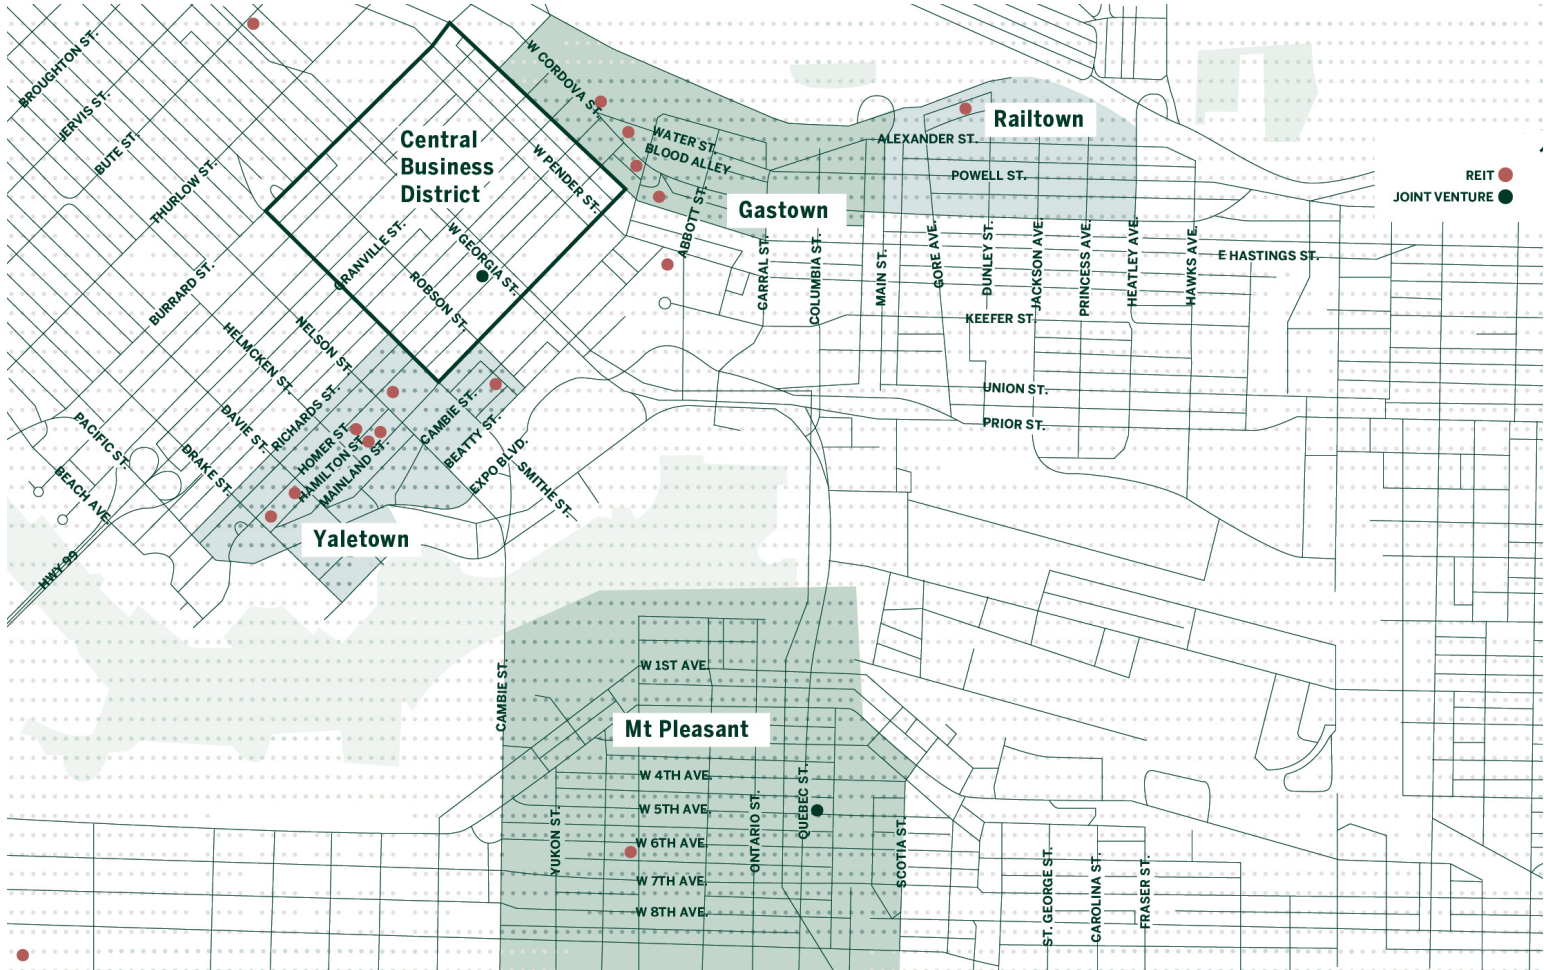 BROUGHTON ST.
JERVIS ST.
BUTE ST.
THURLOW ST.
BURRARD ST.
W CORDOVA ST.
WATER ST.
BLOOD ALLEY
W PENDER ST.
Central
Business
District
GRANVILLE ST.
W GEORGIA ST.
ROBSON ST.
ABBOTT ST.
Gastown
ALEXANDER ST.
Railtown
POWELL ST.
REIT
JOINT VENTURE
CARRAL ST.
COLUMBIA ST.
MAIN ST.
GORE AVE.
DUNLEY ST.
JACKSON AVE.
PRINCESS AVE.
HEATLEY AVE.
HAWKS AVE.
E HASTINGS ST.
KEEFER ST.
UNION ST.
PRIOR ST.
NELSON ST.
HELMCKEN ST.
RICHARDS ST.
DAVIE ST.
HOMER ST.
HAMILTON ST.
MAINLAND ST.
CAMBIE ST.
BEATTY ST.
EXPO BLVD.
SMITHE ST.
PACIFIC ST.
DRAKE ST.
BEACH AVE.
HWY 99
Yaletown
CAMBIE ST.
W 1ST AVE.
Mt Pleasant
W 4TH AVE.
W 5TH AVE.
W 6TH AVE.
W 7TH AVE.
W 8TH AVE.
YUKON ST.
ONTARIO ST.
QUEBEC ST.
SCOTIA ST.
ST. GEORGE ST.
CAROLINA ST.
FRASER ST.